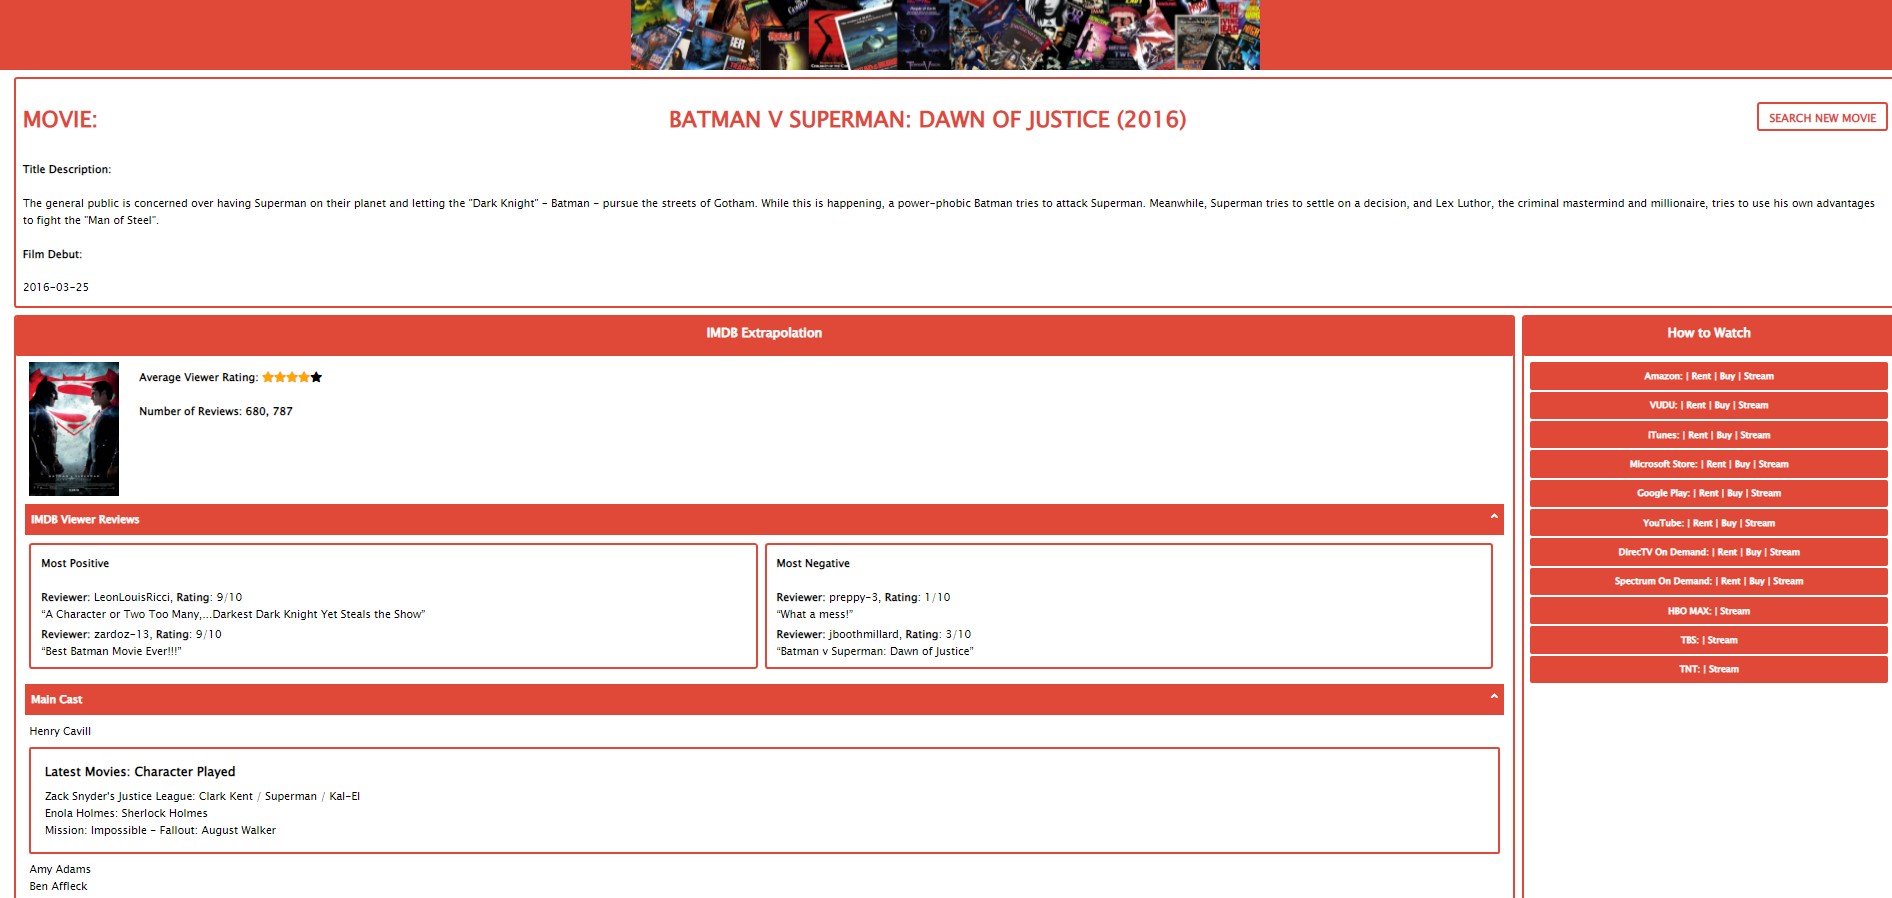 MOVIE:
BATMAN V SUPERMAN: DAWN OF JUSTICE (2016)
SEARCH NEW MOVIE
Title Description:
The general public is concerned over having Superman on their planet and letting the "Dark Knight" - Batman - pursue the streets of Gotham. While this is happening, a power-phobic Batman tries to attack Superman. Meanwhile, Superman tries to settle on a decision, and Lex Luthor, the criminal mastermind and millionaire, tries to use his own advantages
to fight the "Man of Steel".
Film Debut:
2016-03-25
IMDB Extrapolation
Average Viewer Rating:
Number of Reviews: 680, 787
IMDB Viewer Reviews
Most Positive
Reviewer: LeonLouisRicci, Rating: 9/10
“A Character or Two Too Many,...Darkest Dark Knight Yet Steals the Show”
Reviewer: zardoz-13, Rating: 9/10
“Best Batman Movie Ever!!!”
Most Negative
Reviewer: preppy-3, Rating: 1/10
“What a mess!”
Reviewer: jboothmillard, Rating: 3/10
“Batman v Superman: Dawn of Justice”
Main Cast
Henry Cavill
Latest Movies: Character Played
Zack Snyder's Justice League: Clark Kent / Superman / Kal-El
Enola Holmes: Sherlock Holmes
Mission: Impossible - Fallout: August Walker
Amy Adams
Ben Affleck
How to Watch
Amazon: | Rent | Buy | Stream
VUDU: | Rent | Buy | Stream
ITunes: | Rent | Buy | Stream
Microsoft Store: | Rent | Buy | Stream
Google Play: | Rent | Buy | Stream
YouTube: | Rent | Buy | Stream
DirecTV On Demand: | Rent | Buy | Stream
Spectrum On Demand: | Rent | Buy | Stream
HBO MAX: | Stream
TBS: | Stream
TNT: | Stream